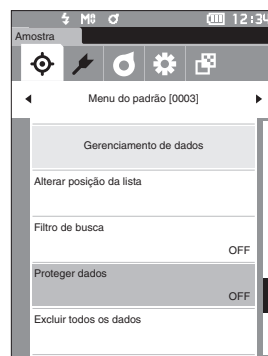 12:34
Amostra
Menu do padrão [0003]
Gerenciamento de dados
Alterar posição da lista
Filtro de busca
OFF
Proteger dados
OFF
Excluir todos os dados